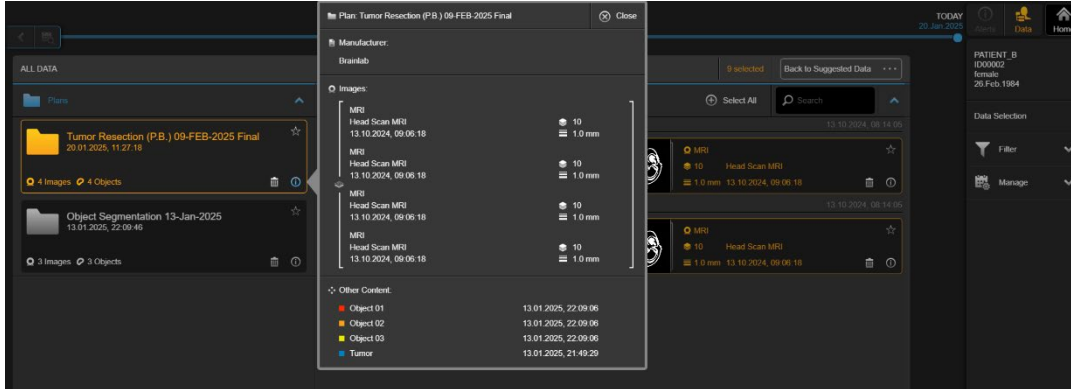 TODAY
20.Jan.2025
Alerts
Data
Home
ALL DATA
9 selected
Back to Suggested Data
Plans
Select All
Search
Tumor Resection (P.B.) 09-FEB-2025 Final
20.01.2025, 11:27:18
4 Images 4 Objects
Object Segmentation 13-Jan-2025
13.01.2025, 22:09:46
3 Images 3 Objects
Plan: Tumor Resection (P.B.) 09-FEB-2025 Final
Close
Manufacturer:
Brainlab
Images:
MRI
Head Scan MRI 10
13.10.2024, 09:06:18 1.0 mm
MRI
Head Scan MRI 10
13.10.2024, 09:06:18 1.0 mm
MRI
Head Scan MRI 10
13.10.2024, 09:06:18 1.0 mm
MRI
Head Scan MRI 10
13.10.2024, 09:06:18 1.0 mm
Other Content:
Object 01 13.01.2025, 22:09:06
Object 02 13.01.2025, 22:09:06
Object 03 13.01.2025, 22:09:06
Tumor 13.01.2025, 21:49:29
13.10.2024, 08:14:05
MRI
10 Head Scan MRI
1.0 mm 13.10.2024, 09:06:18
13.10.2024, 08:14:05
MRI
10 Head Scan MRI
1.0 mm 13.10.2024, 09:06:18
PATIENT_B
ID00002
female
26.Feb.1984
Data Selection
Filter
Manage